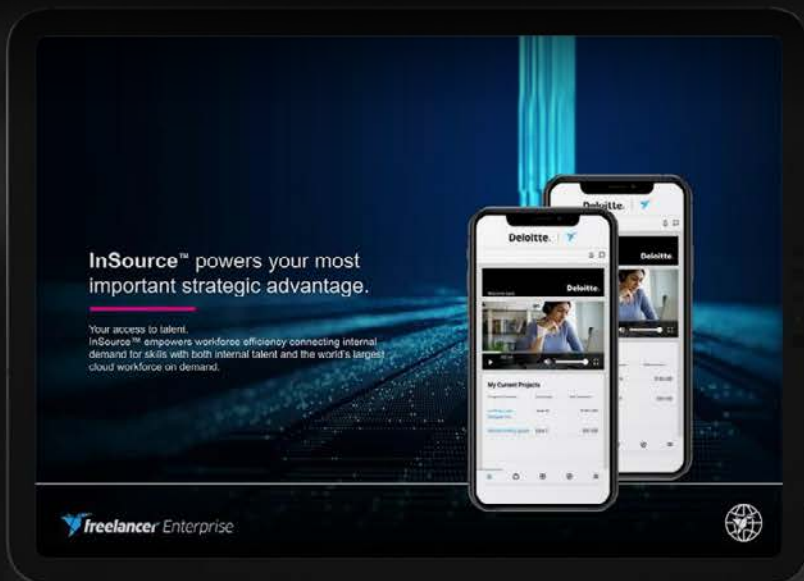 InSource™ powers your most
important strategic advantage.
Your access to talent.
InSource™ empowers workforce efficiency connecting internal
demand for skills with both internal talent and the world's largest
cloud workforce on demand.
Deloitte.
Deloitte.
Deloitte.
Deloitte.
My Current Projects
freelancer Enterprise